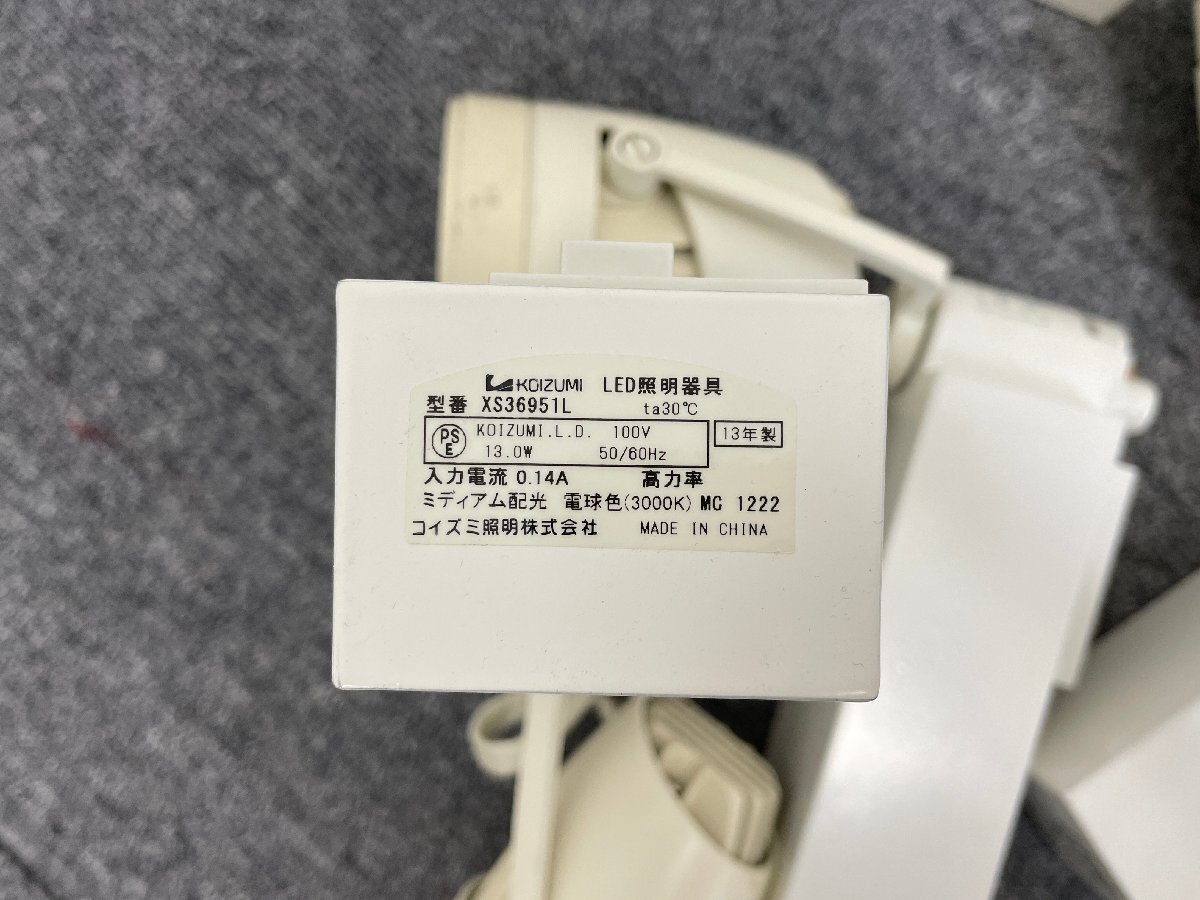 KOIZUMI LED照明器具
型番 XS36951L ta30℃
PS E KOIZUMI.L.D. 100V 13年製
13.0W 50/60Hz
入力電流 0.14A 高力率
ミディアム配光 電球色(3000K) MG 1222
コイズミ照明株式会社 MADE IN CHINA